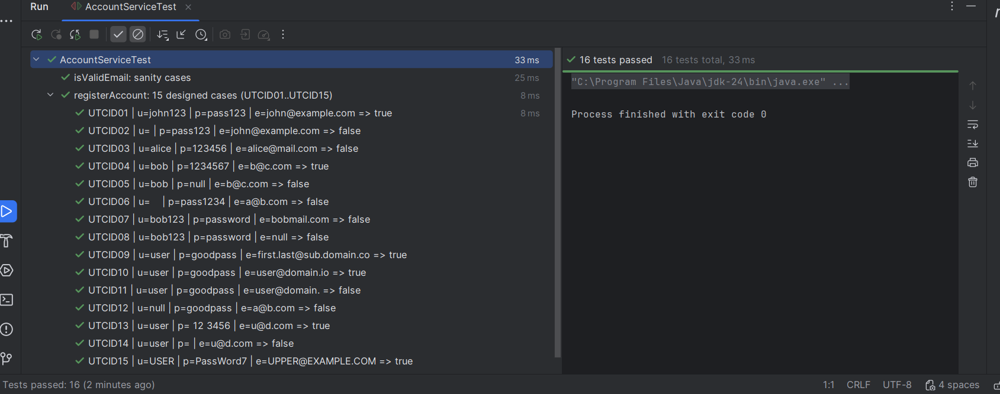 Run AccountServiceTest
AccountServiceTest 33 ms
isValidEmail: sanity cases 25 ms
registerAccount: 15 designed cases (UTCID01..UTCID15) 8 ms
UTCID01 | u=john123 | p=pass123 | e=john@example.com => true 8 ms
UTCID02 | u= | p=pass123 | e=john@example.com => false
UTCID03 | u=alice | p=123456 | e=alice@mail.com => false
UTCID04 | u=bob | p=1234567 | e=b@c.com => true
UTCID05 | u=bob | p=null | e=b@c.com => false
UTCID06 | u=    | p=pass1234 | e=a@b.com => false
UTCID07 | u=bob123 | p=password | e=bobmail.com => false
UTCID08 | u=bob123 | p=password | e=null => false
UTCID09 | u=user | p=goodpass | e=first.last@sub.domain.co => true
UTCID10 | u=user | p=goodpass | e=user@domain.io => true
UTCID11 | u=user | p=goodpass | e=user@domain. => false
UTCID12 | u=null | p=goodpass | e=a@b.com => false
UTCID13 | u=user | p= 12 3456 | e=u@d.com => true
UTCID14 | u=user | p= | e=u@d.com => false
UTCID15 | u=USER | p=PassWord7 | e=UPPER@EXAMPLE.COM => true
16 tests passed 16 tests total, 33 ms
"C:\Program Files\Java\jdk-24\bin\java.exe" ...
Process finished with exit code 0
Tests passed: 16 (2 minutes ago) 1:1 CRLF UTF-8 4 spaces